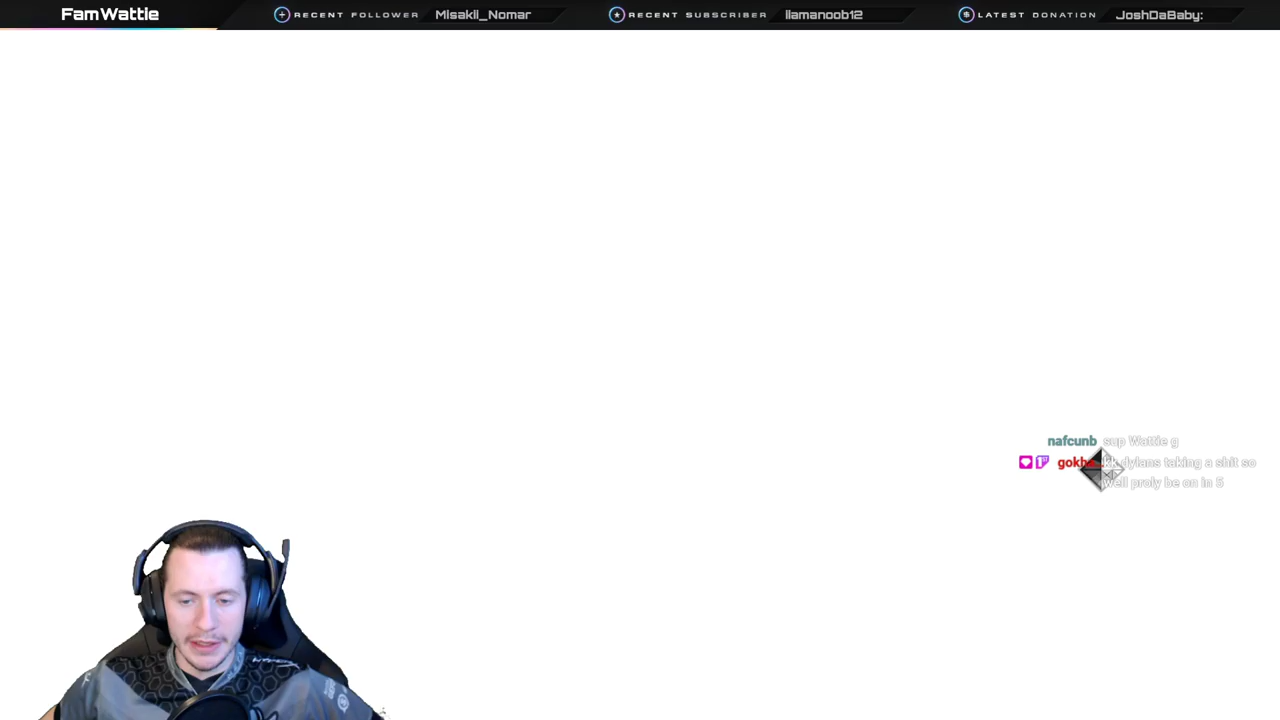 FamWattle RECENT FOLLOWER Misakii_Nomar RECENT SUBSCRIBER llamanoob12 LATEST DONATION JoshDaBaby:
nafcunb sup Wattle g
dylans taking a shit so
well proly be on in 5